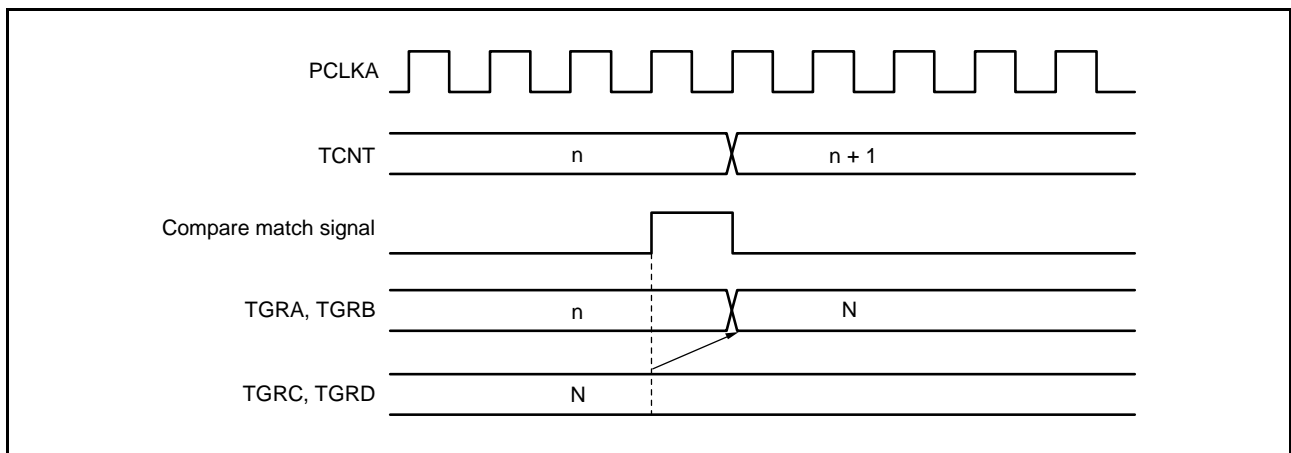 PCLKA
TCNT n n + 1
Compare match signal
TGRA, TGRB n N
TGRC, TGRD N